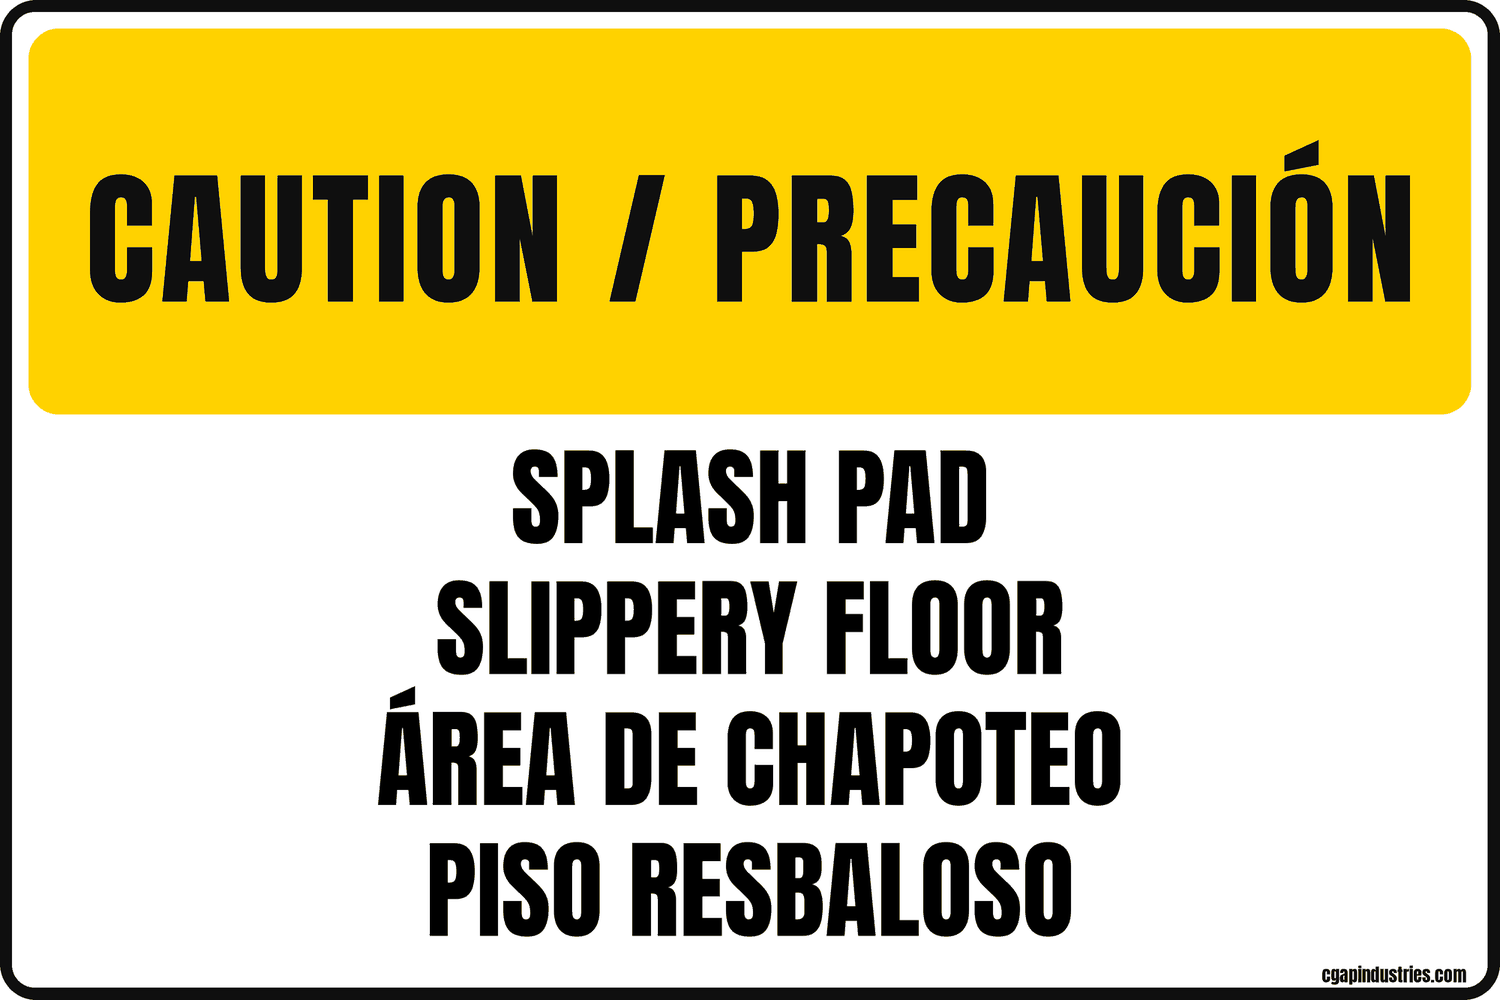 CAUTION / PRECAUCIÓN
SPLASH PAD
SLIPPERY FLOOR
ÁREA DE CHAPOTEO
PISO RESBALOSO
cgapindustries.com